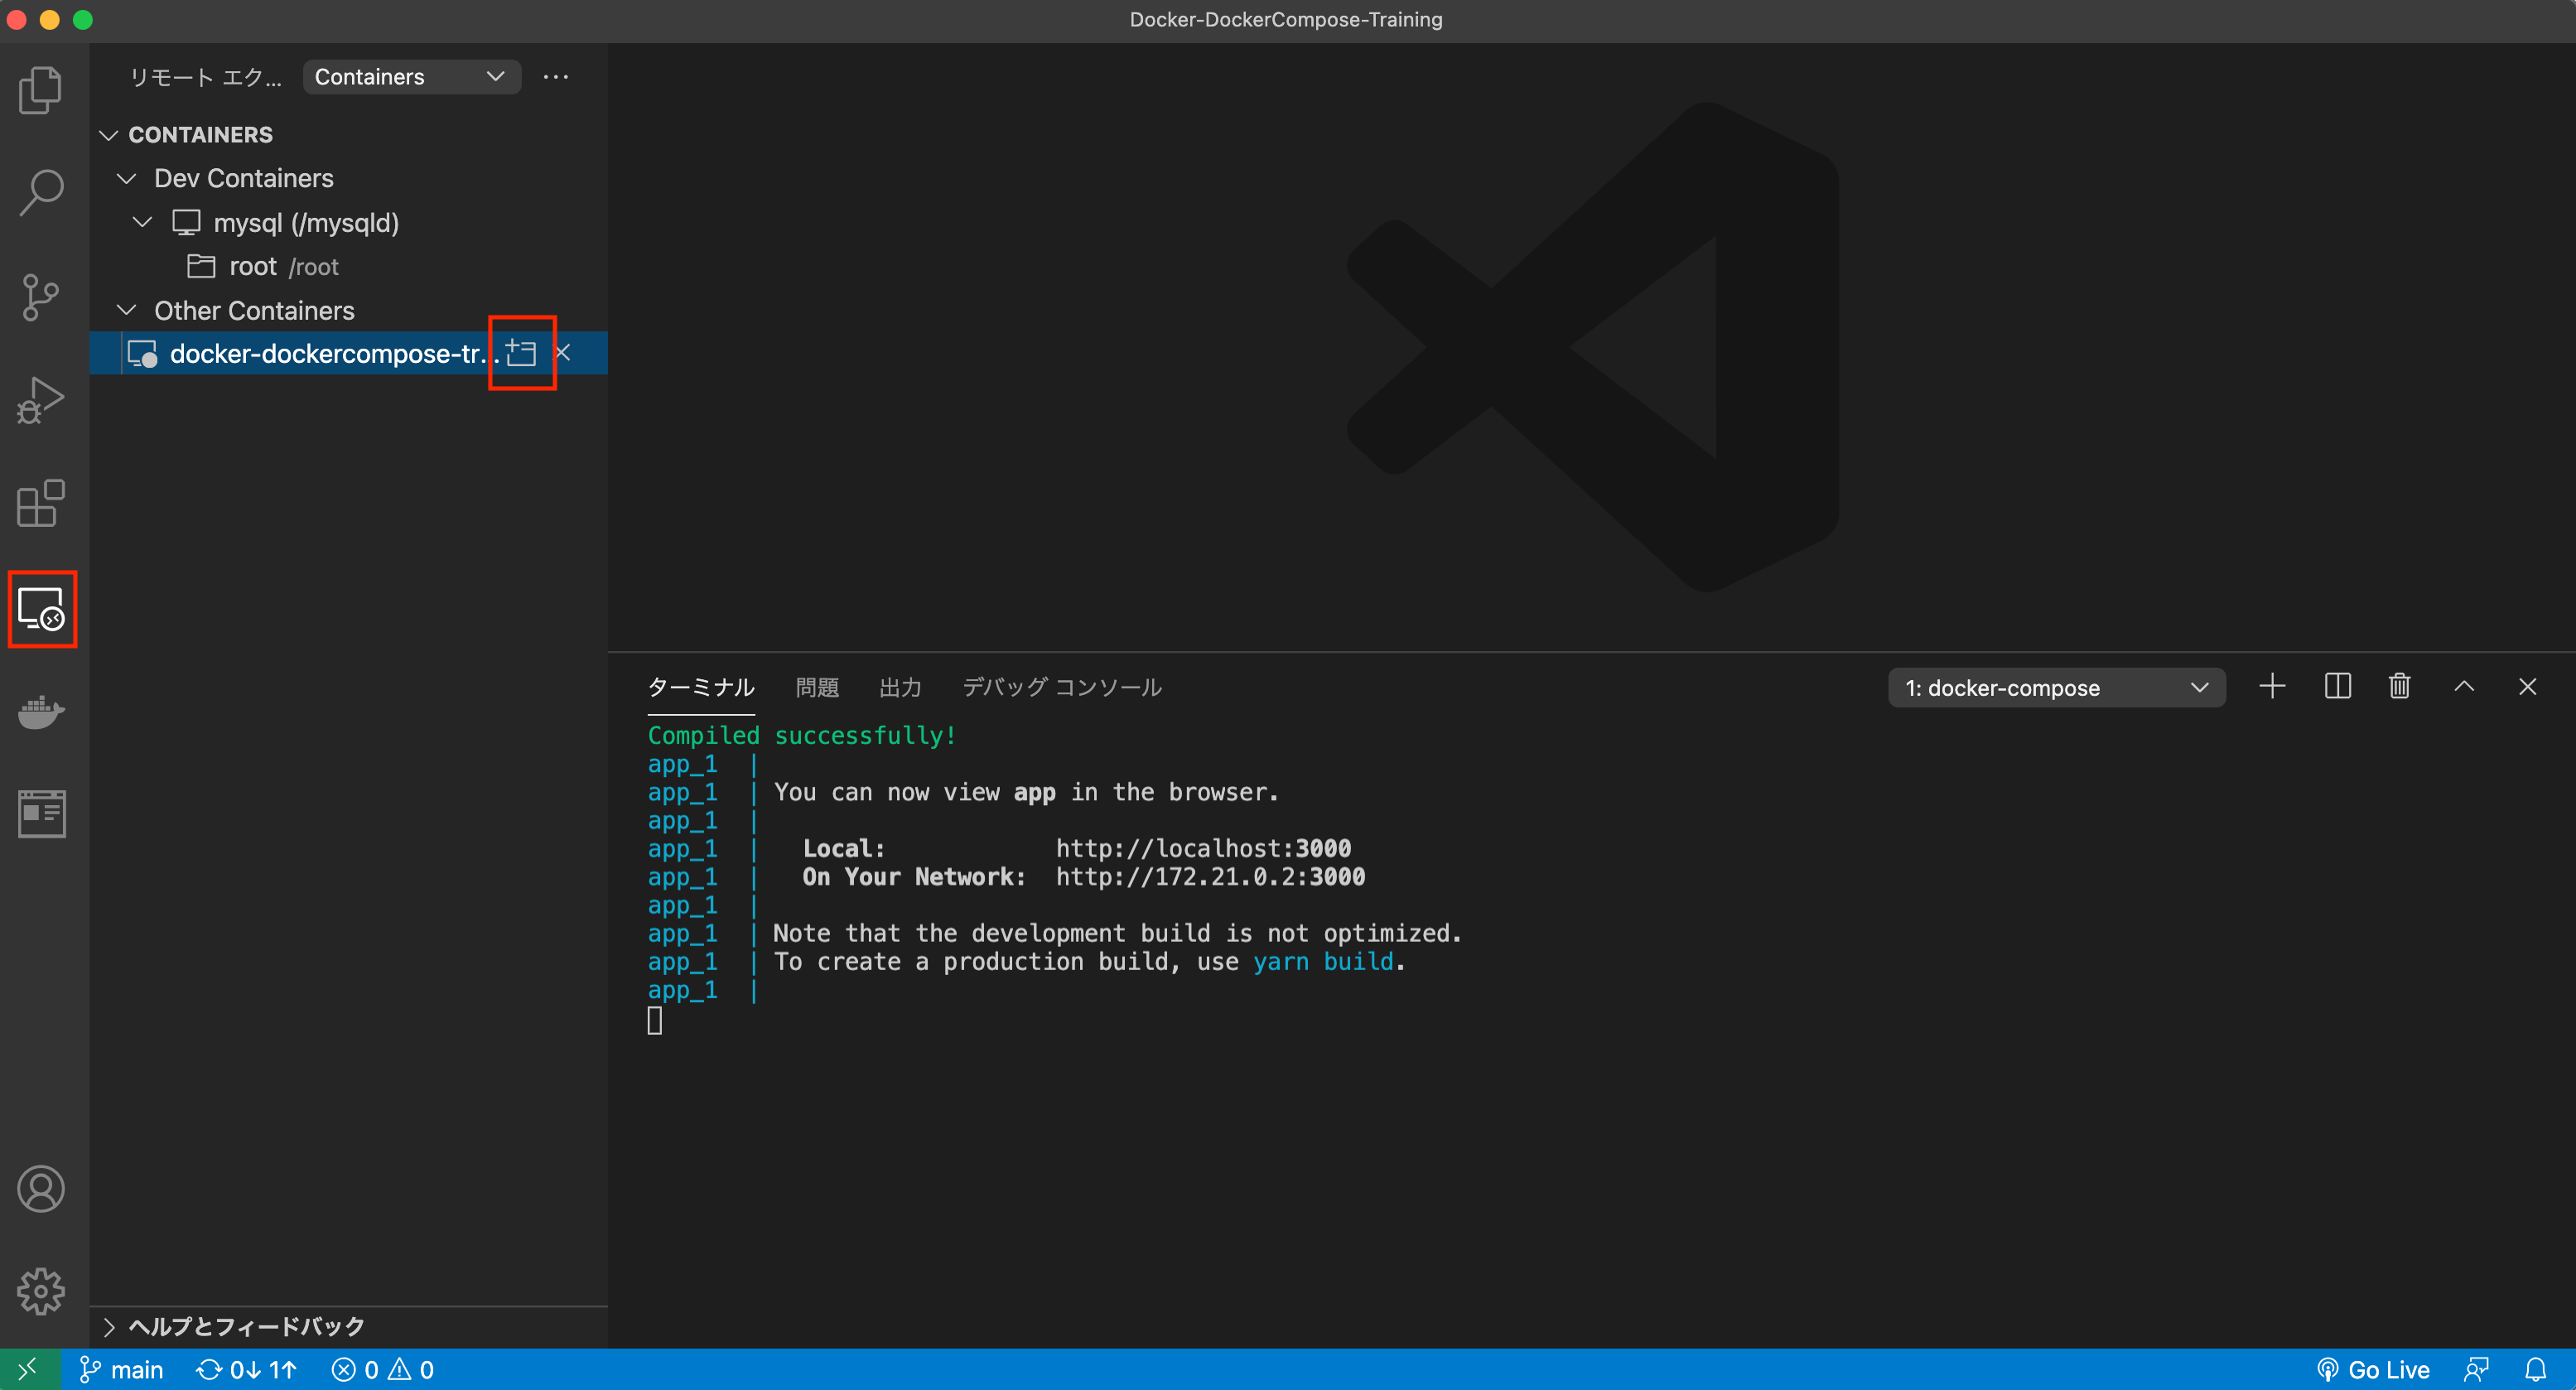 Docker-DockerCompose-Training
リモート エク... Containers ...
CONTAINERS
Dev Containers
mysql (/mysqld)
root /root
Other Containers
docker-dockercompose-tr...
ヘルプとフィードバック
ターミナル 問題 出力 デバッグ コンソール 1: docker-compose
Compiled successfully!
app_1 |
app_1 | You can now view app in the browser.
app_1 |
app_1 | Local: http://localhost:3000
app_1 | On Your Network: http://172.21.0.2:3000
app_1 |
app_1 | Note that the development build is not optimized.
app_1 | To create a production build, use yarn build.
app_1 |
main 0↓ 1↑ 0 0 Go Live